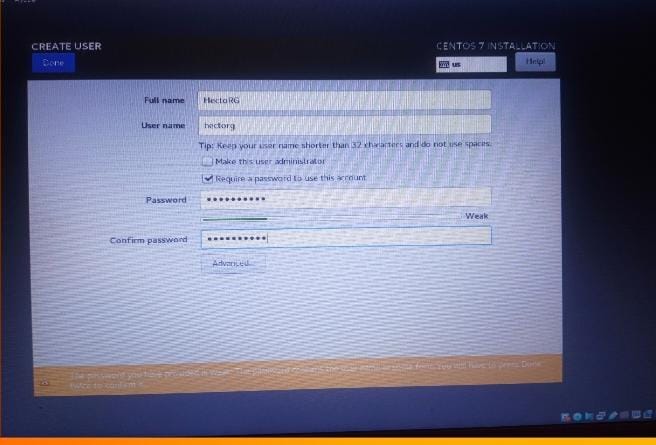 CREATE USER
CENTOS 7 INSTALLATION
Done
us
Help!
Full name
HectoRG
User name
hectorg
Tip: Keep your user name shorter than 32 characters and do not use spaces.
Make this user administrator
Require a password to use this account
Password
••••••••••
Weak
Confirm password
••••••••••
Advanced...
The password you have provided is weak: The password contains the user name in some form. You will have to press Done
twice to confirm it.